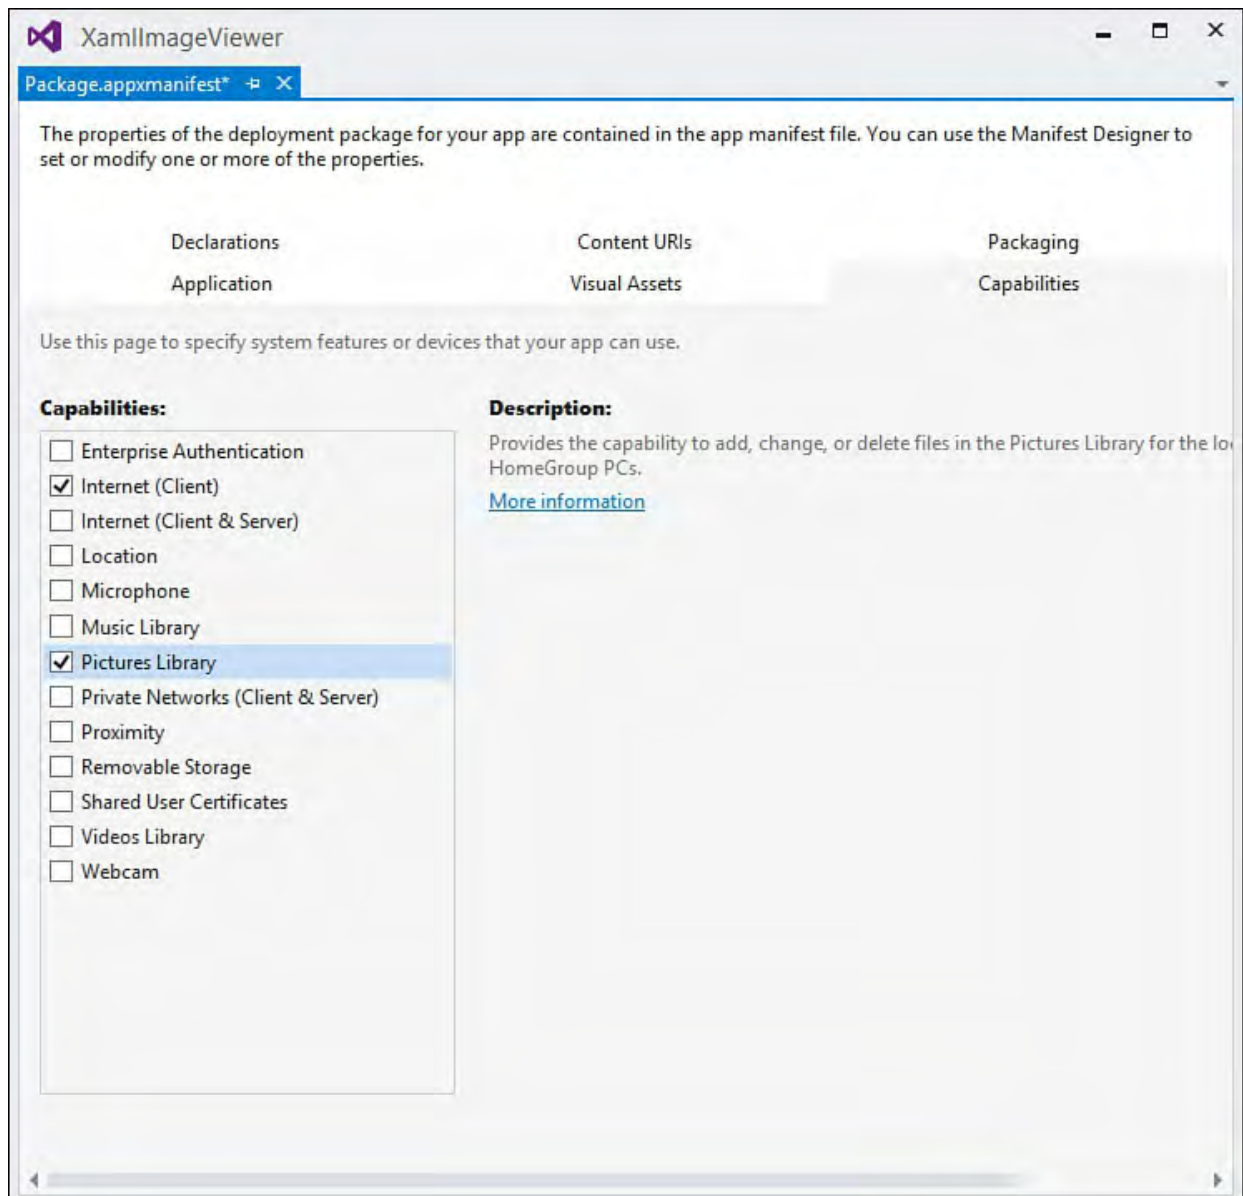 XamlImageViewer
Package.appxmanifest*
The properties of the deployment package for your app are contained in the app manifest file. You can use the Manifest Designer to
set or modify one or more of the properties.
Declarations Content URIs Packaging
Application Visual Assets Capabilities
Use this page to specify system features or devices that your app can use.
Capabilities:
Enterprise Authentication
Internet (Client)
Internet (Client & Server)
Location
Microphone
Music Library
Pictures Library
Private Networks (Client & Server)
Proximity
Removable Storage
Shared User Certificates
Videos Library
Webcam
Description:
Provides the capability to add, change, or delete files in the Pictures Library for the
HomeGroup PCs.
More information